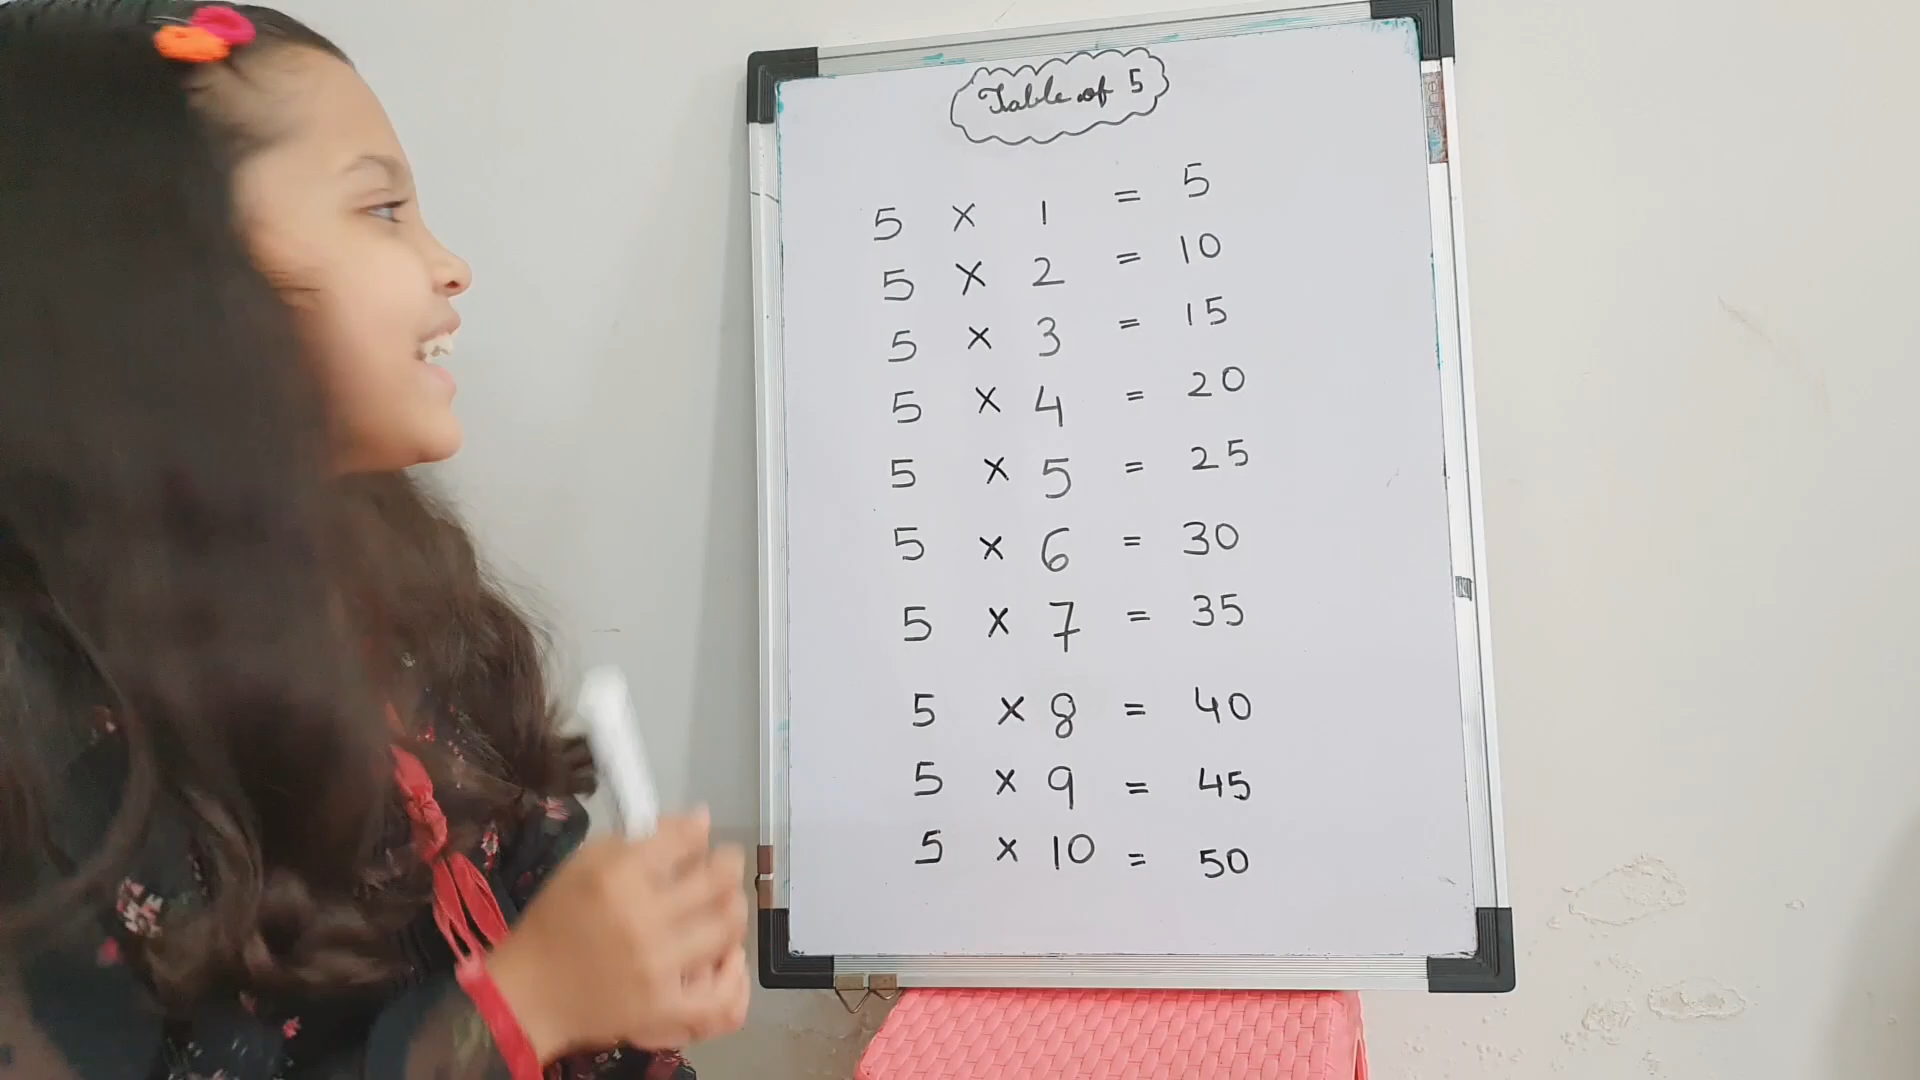 Table of 5
5 × 1 = 5
5 × 2 = 10
5 × 3 = 15
5 × 4 = 20
5 × 5 = 25
5 × 6 = 30
5 × 7 = 35
5 × 8 = 40
5 × 9 = 45
5 × 10 = 50